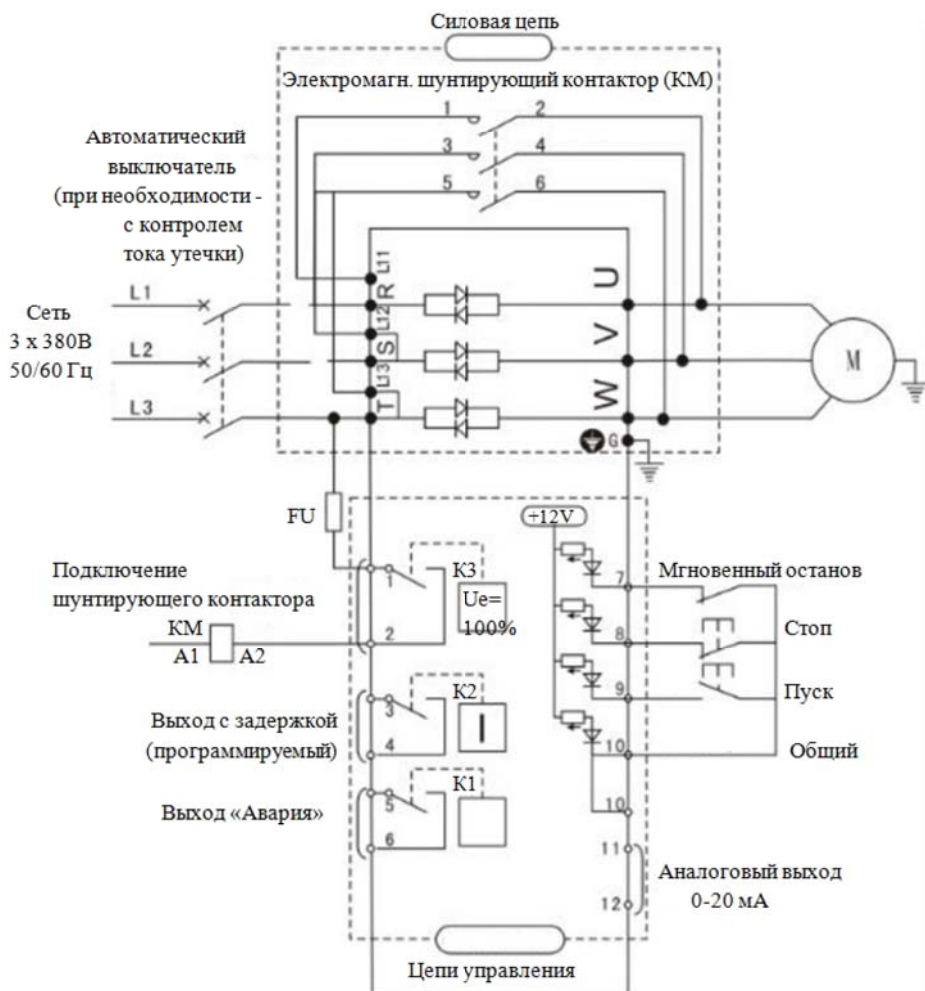 Силовая цепь
Электромагн. шунтирующий контактор (КМ)
1 2
3 4
5 6
Автоматический
выключатель
(при необходимости -
с контролем
тока утечки)
Сеть
3 x 380В
50/60 Гц
L1
L2
L3
L11
R
L12
S
L13
T
U
V
W
G
M
FU
+12V
Подключение
шунтирующего контактора
КМ
A1 A2
1
2
К3
Ue=
100%
Выход с задержкой
(программируемый)
3
4
К2
I
Выход «Авария»
5
6
К1
7
Мгновенный останов
8
Стоп
9
Пуск
10
Общий
10
11
12
Аналоговый выход
0-20 мА
Цепи управления